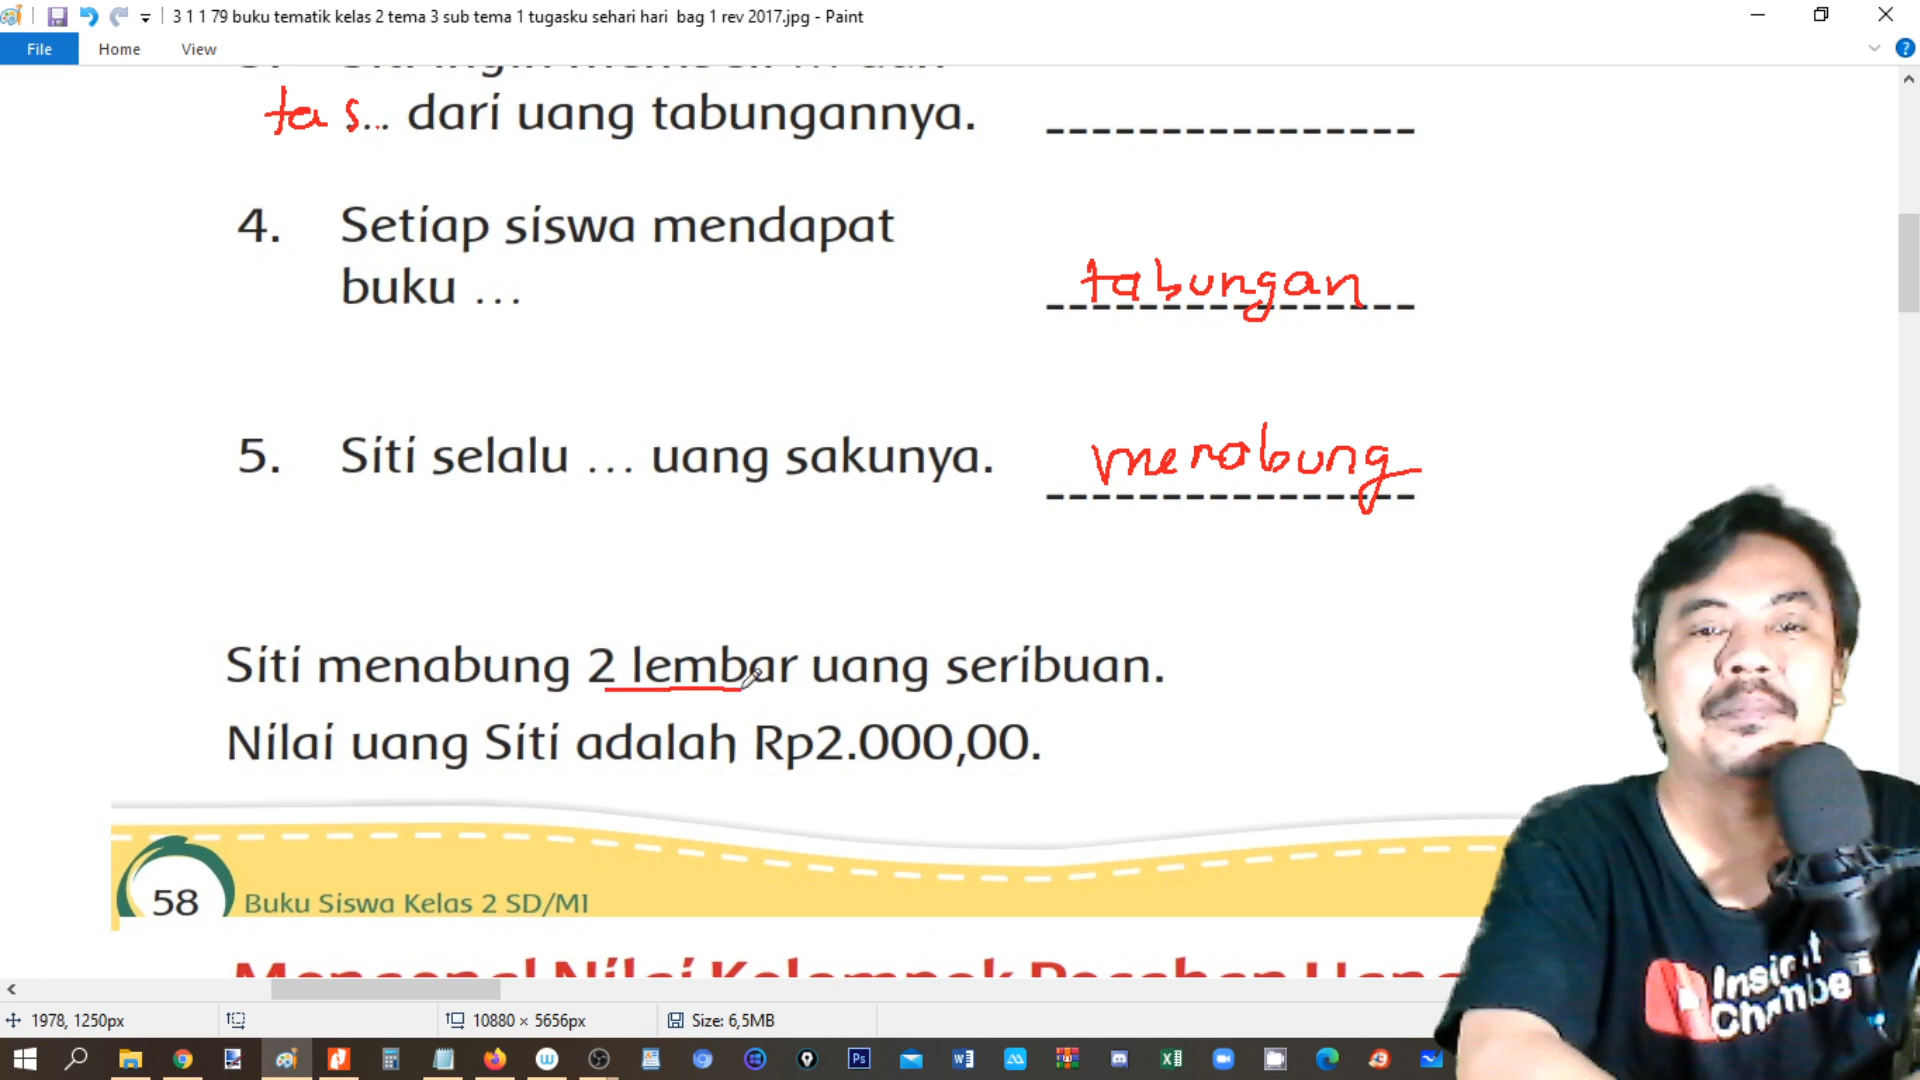 3 1 1 79 buku tematik kelas 2 tema 3 sub tema 1 tugasku sehari hari bag 1 rev 2017.jpg - Paint
File Home View
tas... dari uang tabungannya.
4. Setiap siswa mendapat
buku ...
tabungan
5. Siti selalu ... uang sakunya.
menabung
Siti menabung 2 lembar uang seribuan.
Nilai uang Siti adalah Rp2.000,00.
58 Buku Siswa Kelas 2 SD/MI
1978, 1250px 10880 × 5656px Size: 6,5MB